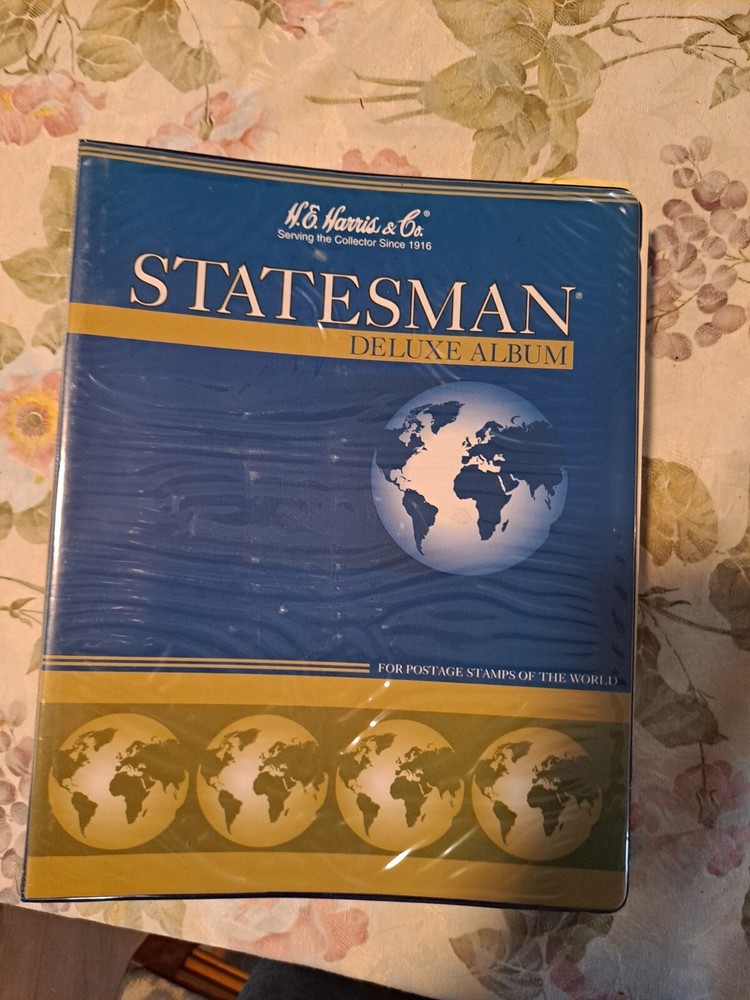 H.E. Harris & Co.®
Serving the Collector Since 1916
STATESMAN®
DELUXE ALBUM
FOR POSTAGE STAMPS OF THE WORLD